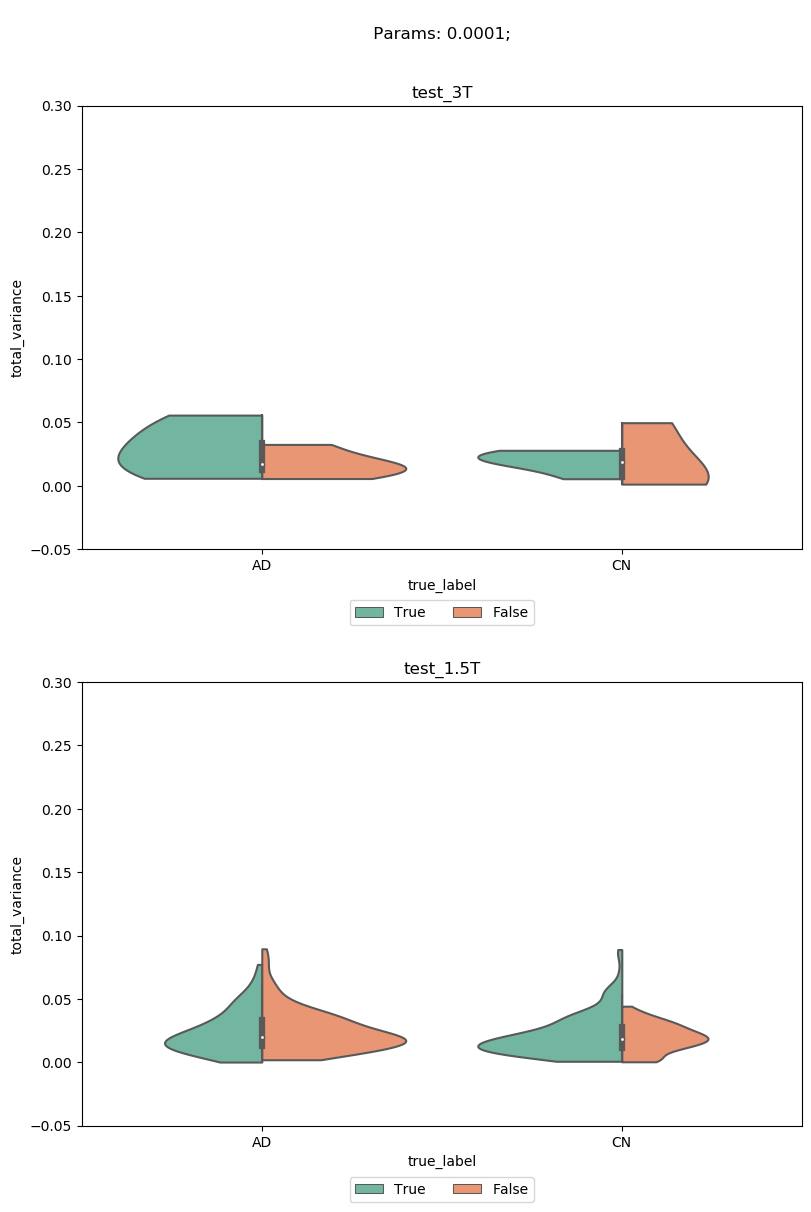 Params: 0.0001;
test_3T
0.30
0.25
0.20
0.15
0.10
0.05
0.00
−0.05
total_variance
AD CN
true_label
True False
test_1.5T
0.30
0.25
0.20
0.15
0.10
0.05
0.00
−0.05
total_variance
AD CN
true_label
True False